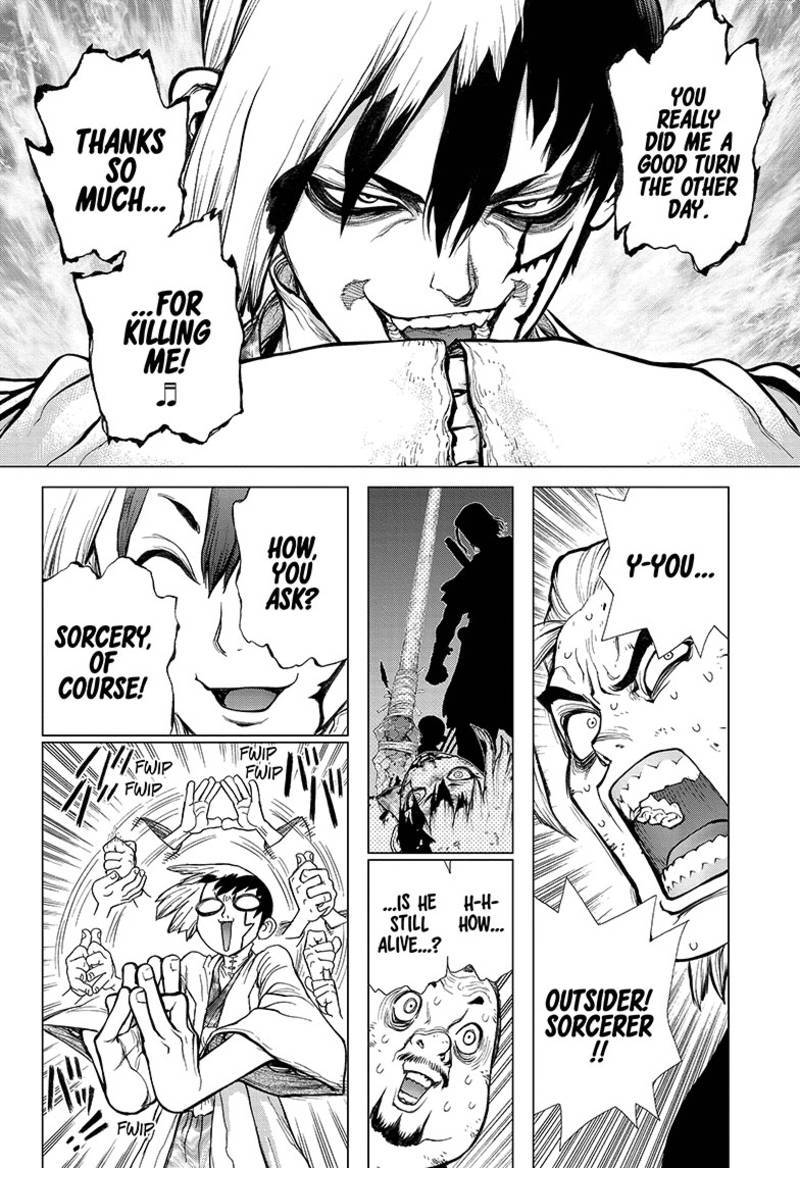 YOU
REALLY
DID ME A
GOOD TURN
THE OTHER
DAY.
THANKS
SO
MUCH...
...FOR
KILLING
ME!
Y-YOU...
OUTSIDER!
SORCERER
!!
H-H-
HOW...
...IS HE
STILL
ALIVE...?
HOW,
YOU
ASK?
SORCERY,
OF
COURSE!
FWIP
FWIP
FWIP
FWIP
FWIP
FWIP